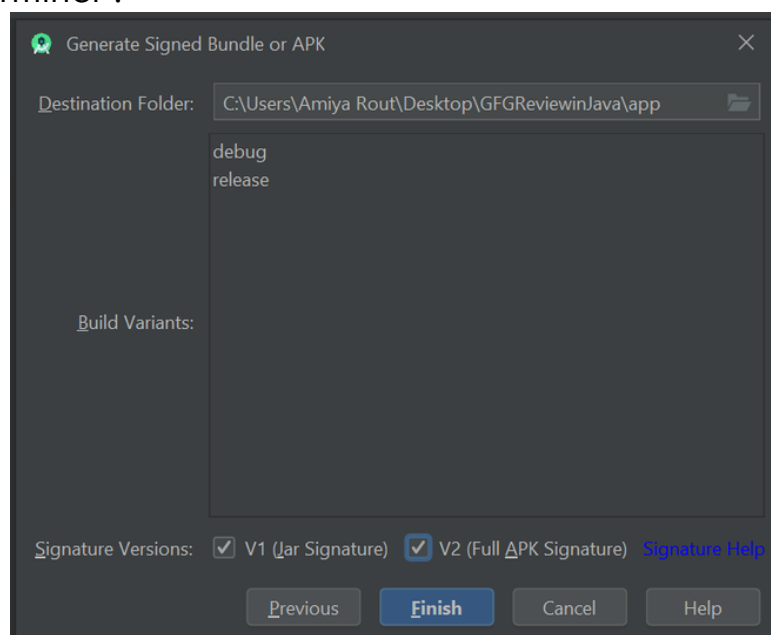 Generate Signed Bundle or APK
Destination Folder: C:\Users\Amiya Rout\Desktop\GFGReviewinJava\app
debug
release
Build Variants:
Signature Versions: V1 (Jar Signature) V2 (Full APK Signature) Signature Help
Previous Finish Cancel Help